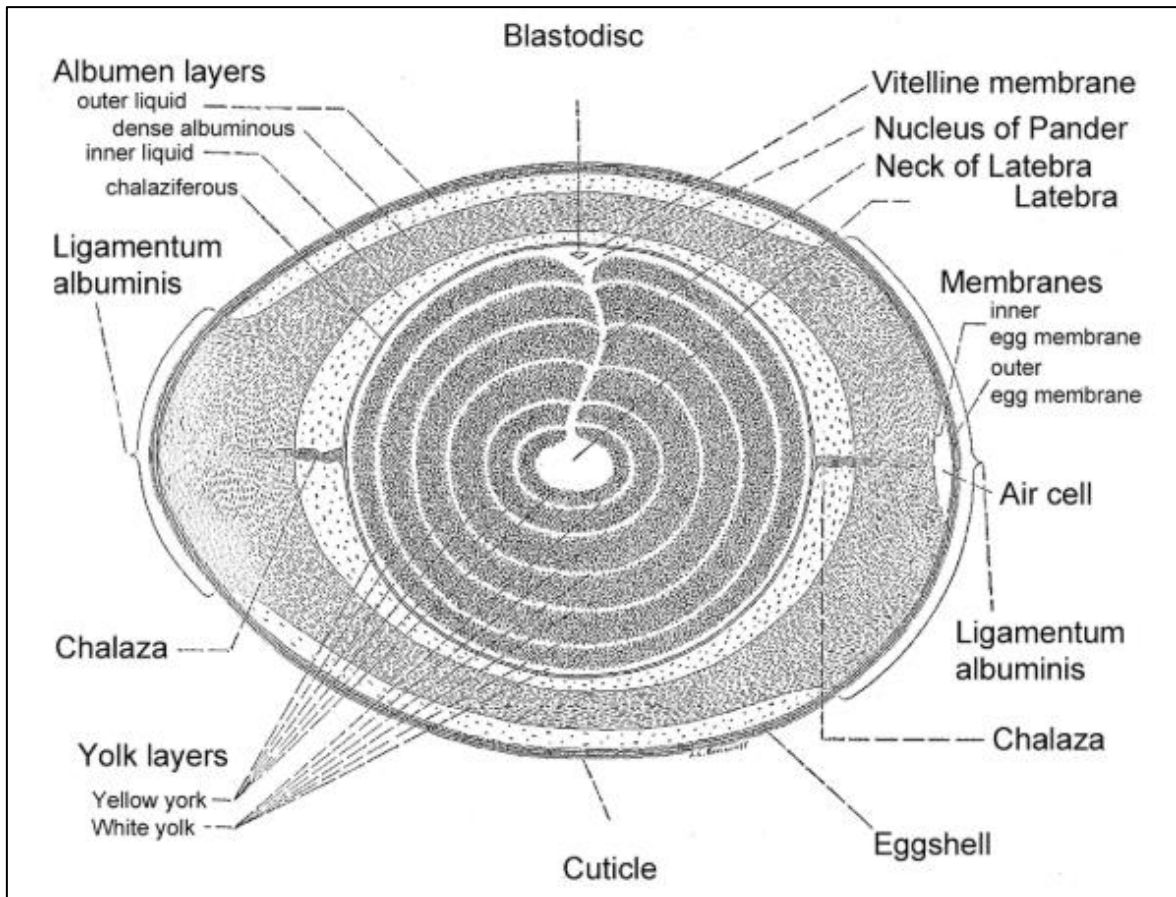 Blastodisc
Albumen layers
outer liquid
dense albuminous
inner liquid
chalaziferous
Ligamentum
albuminis
Vitelline membrane
Nucleus of Pander
Neck of Latebra
Latebra
Membranes
inner
egg membrane
outer
egg membrane
Air cell
Ligamentum
albuminis
Chalaza
Chalaza
Yolk layers
Yellow york
White yolk
Eggshell
Cuticle